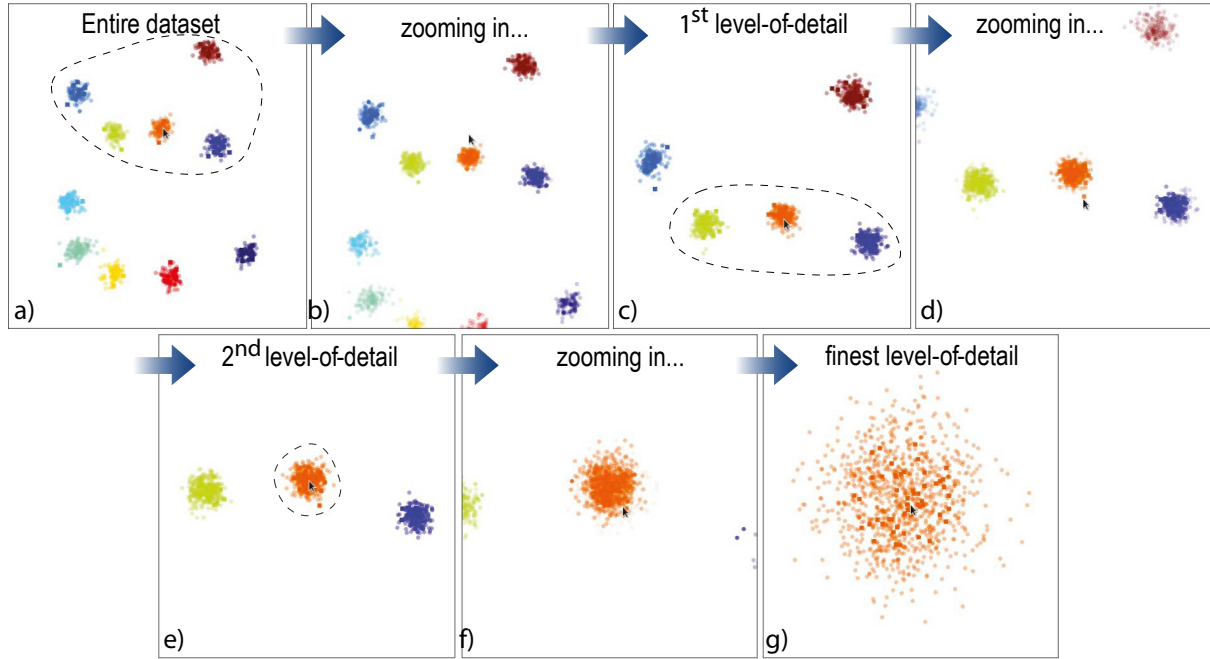 Entire dataset
zooming in...
1st level-of-detail
zooming in...
a)
b)
c)
d)
2nd level-of-detail
zooming in...
finest level-of-detail
e)
f)
g)